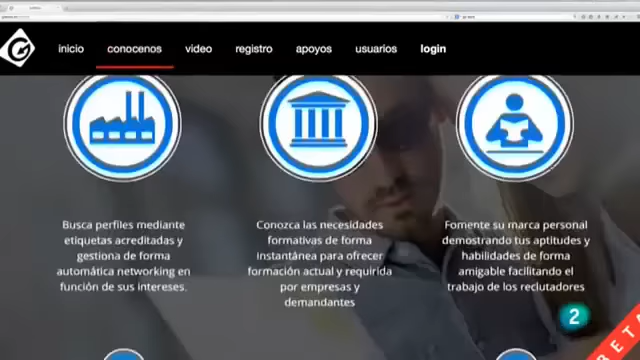 inicio conocenos video registro apoyos usuarios login
Busca perfiles mediante
etiquetas acreditadas y
gestiona de forma
automática networking en
función de sus intereses.
Conozca las necesidades
formativas de forma
instantánea para ofrecer
formación actual y requirida
por empresas y
demandantes
Fomente su marca personal
demostrando tus aptitudes y
habilidades de forma
amigable facilitando el
trabajo de los reclutadores
2
BETA